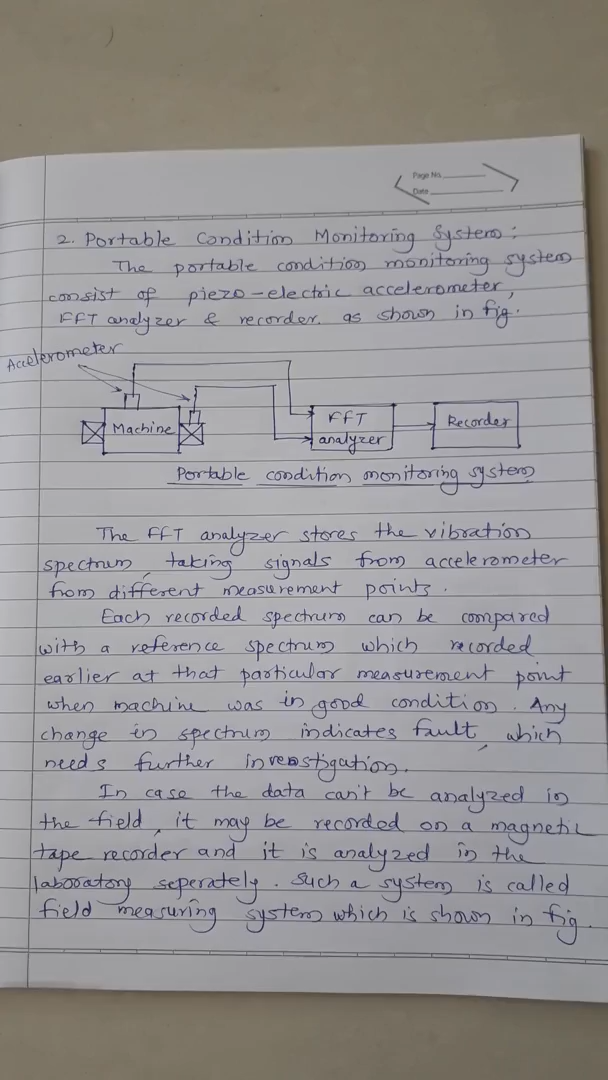 Page No.
Date
2. Portable Condition Monitoring System:
The portable condition monitoring system
consist of piezo-electric accelerometer,
FFT analyzer & recorder. as shown in fig.
Accelerometer
Machine
FFT
analyzer
Recorder
Portable condition monitoring system
The FFT analyzer stores the vibration
spectrum, taking signals from accelerometer
from different measurement points.
Each recorded spectrum can be compared
with a reference spectrum which recorded
earlier at that particular measurement point
when machine was in good condition. Any
change in spectrum indicates fault, which
needs further investigation.
In case the data can't be analyzed in
the field, it may be recorded on a magnetic
tape recorder and it is analyzed in the
laboratory seperately. Such a system is called
field measuring system which is shown in fig.